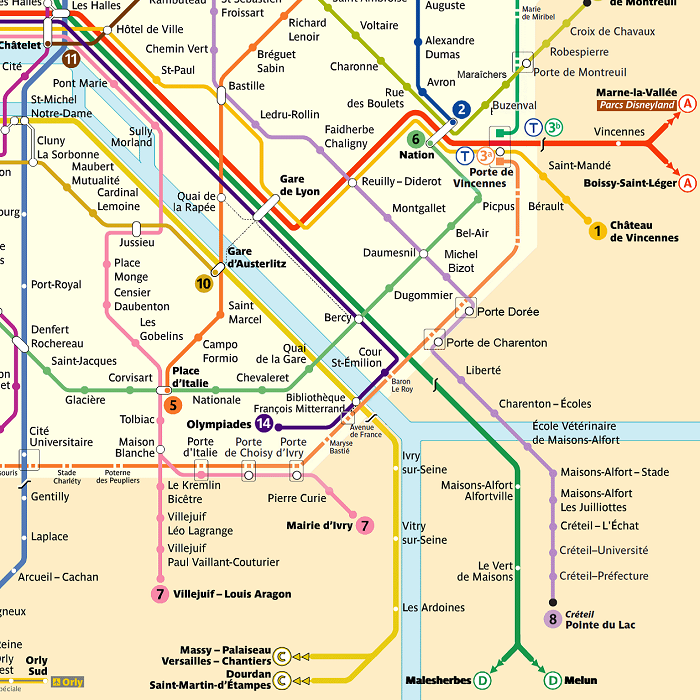 es Halles
Les Halles
Rambuteau
St-Sébastien
Froissart
Voltaire
Auguste
Marie
de Miribel
de Montreuil
Hôtel de Ville
Châtelet
11
Chemin Vert
Richard
Lenoir
Alexandre
Dumas
Croix de Chavaux
Robespierre
Cité
Pont Marie
St-Paul
Bréguet
Sabin
Charonne
Avron
Maraîchers
Porte de Montreuil
St-Michel
Notre-Dame
Bastille
Rue
des Boulets
2
Buzenval
Marne-la-Vallée
Parcs Disneyland
A
Ledru-Rollin
Cluny
La Sorbonne
Sully
Morland
Faidherbe
Chaligny
6
Nation
T 3b
T 3a
Vincennes
Maubert
Mutualité
Cardinal
Lemoine
Gare
de Lyon
Reuilly – Diderot
Porte de
Vincennes
Saint-Mandé
Boissy-Saint-Léger
A
Quai de
la Rapée
Montgallet
Picpus
Bérault
1
Château
de Vincennes
ourg
Jussieu
Bel-Air
Gare
d'Austerlitz
10
Daumesnil
Michel
Bizot
Place
Monge
Port-Royal
Censier
Daubenton
Saint
Marcel
Dugommier
Bercy
Porte Dorée
Denfert
Rochereau
Les
Gobelins
Campo
Formio
Quai
de la Gare
Cour
St-Émilion
Porte de Charenton
Saint-Jacques
Corvisart
Place
d'Italie
Chevaleret
Liberté
Glacière
5
Nationale
Bibliothèque
François Mitterrand
Baron
Le Roy
Charenton – Écoles
Tolbiac
Olympiades
14
Avenue
de France
École Vétérinaire
de Maisons-Alfort
Cité
Universitaire
Maison
Blanche
Porte
d'Italie
Porte
de Choisy
Porte
d'Ivry
Maryse
Bastié
Ivry
sur-Seine
ouris
Stade
Charléty
Poterne
des Peupliers
Le Kremlin
Bicêtre
Pierre Curie
Maisons-Alfort
Alfortville
Maisons-Alfort – Stade
Gentilly
Maisons-Alfort
Les Juilliottes
Villejuif
Léo Lagrange
Mairie d'Ivry
7
Vitry
sur-Seine
Créteil – L'Échat
Laplace
Villejuif
Paul Vaillant-Couturier
Créteil–Université
Arcueil – Cachan
Le Vert
de Maisons
Créteil–Préfecture
7
Villejuif – Louis Aragon
Les Ardoines
8
Créteil
Pointe du Lac
gneux
Massy – Palaiseau
Versailles – Chantiers
C
Orly
Sud
Orly
Dourdan
Saint-Martin-d'Étampes
C
Malesherbes
D
D
Melun